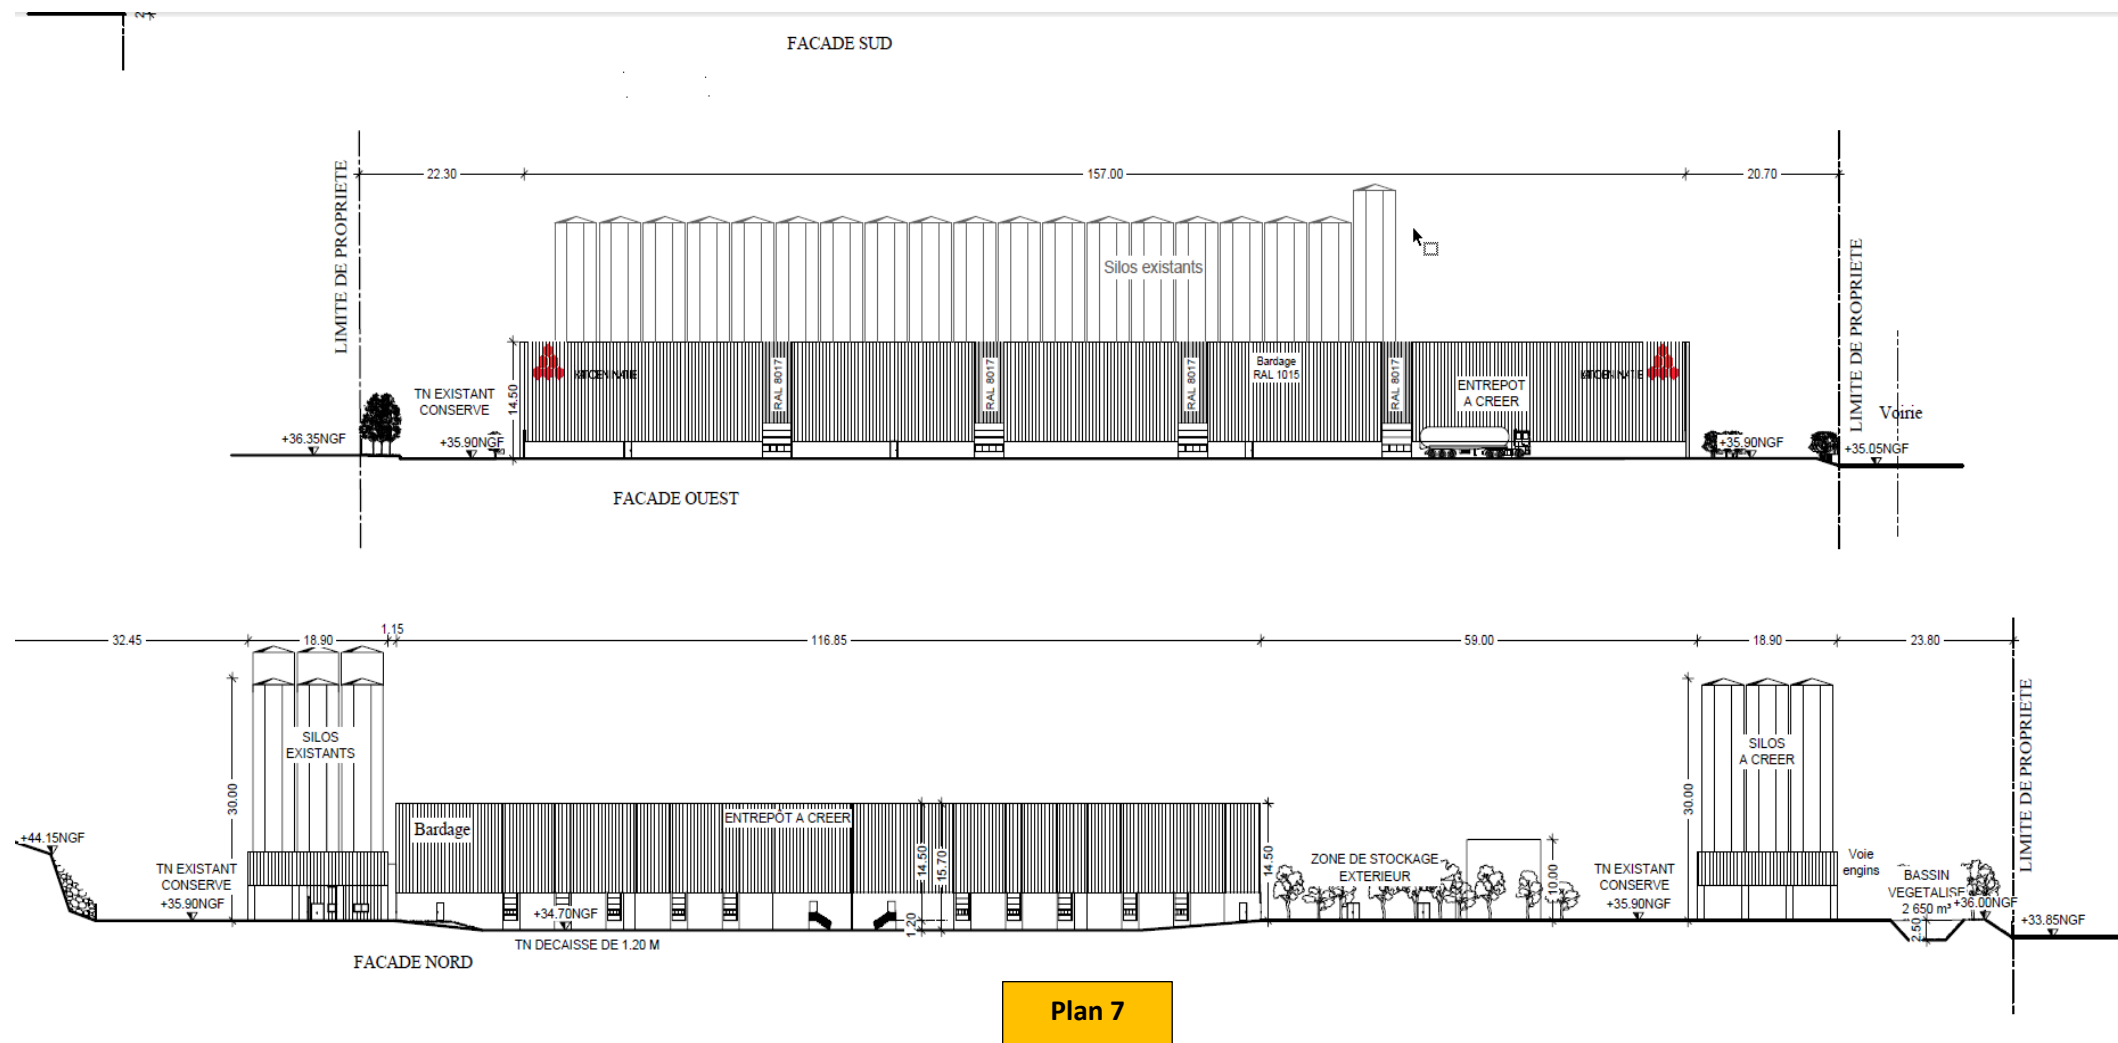 FACADE SUD
LIMITE DE PROPRIETE
22.30
157.00
20.70
Silos existants
LIMITE DE PROPRIETE
Voirie
TN EXISTANT
CONSERVE
14.50
KATOEN NATIE
RAL 8017
RAL 8017
RAL 8017
Bardage
RAL 1015
RAL 8017
ENTREPOT
A CREER
KATOEN NATIE
+36.35NGF
+35.90NGF
+35.90NGF
+35.05NGF
FACADE OUEST
32.45
18.90
1.15
116.85
59.00
18.90
23.80
SILOS
EXISTANTS
30.00
Bardage
ENTREPÔT A CREER
14.50
15.70
1.20
14.50
ZONE DE STOCKAGE
EXTERIEUR
10.00
TN EXISTANT
CONSERVE
+35.90NGF
30.00
SILOS
A CREER
Voie
engins
BASSIN
VEGETALISE
2 650 m³
2.50
+36.00NGF
LIMITE DE PROPRIETE
+33.85NGF
+44.15NGF
TN EXISTANT
CONSERVE
+35.90NGF
+34.70NGF
TN DECAISSE DE 1.20 M
FACADE NORD
Plan 7